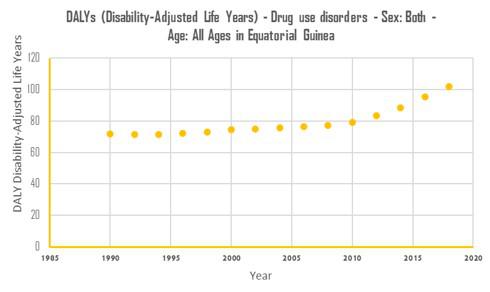 DALYs (Disability-Adjusted Life Years) - Drug use disorders - Sex: Both -
Age: All Ages in Equatorial Guinea
DALY Disability-Adjusted Life Years
120
100
80
60
40
20
0
1985 1990 1995 2000 2005 2010 2015 2020
Year